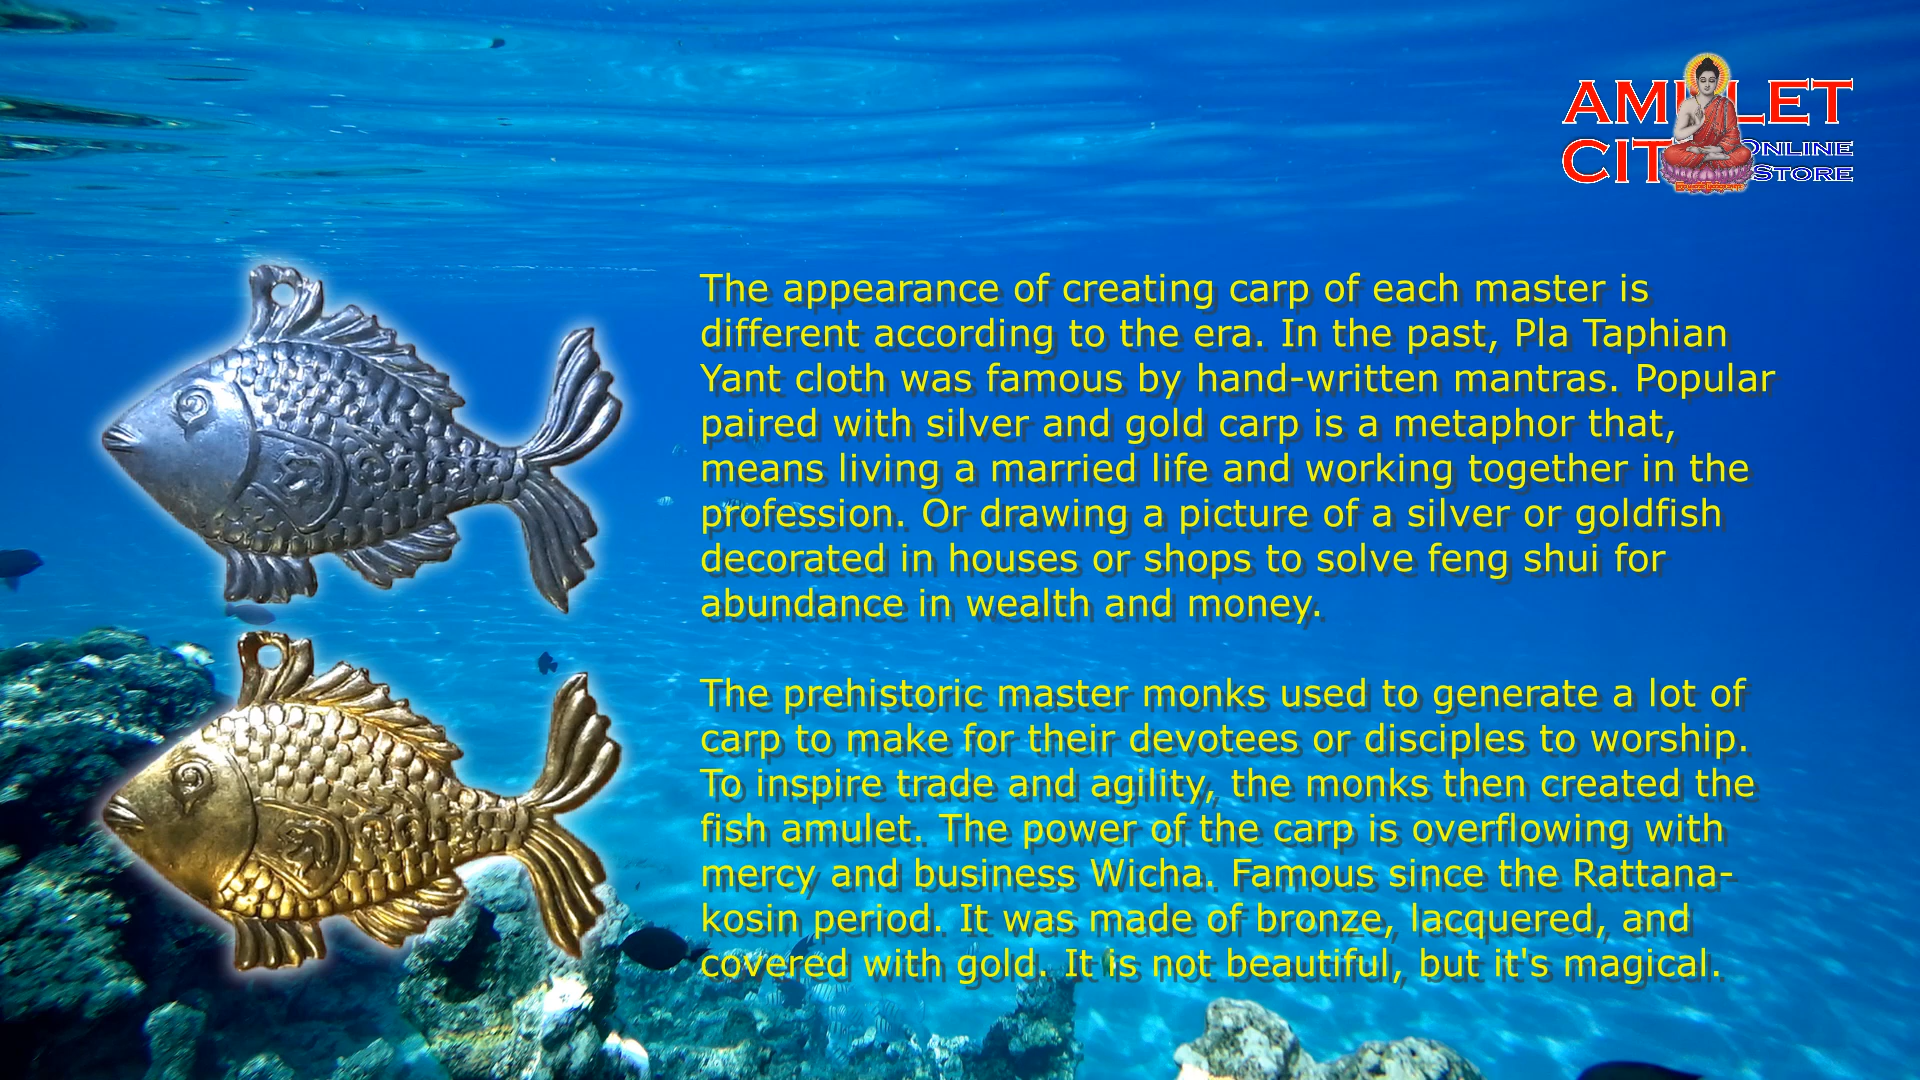 AMULET
CITY ONLINE
STORE
The appearance of creating carp of each master is
different according to the era. In the past, Pla Taphian
Yant cloth was famous by hand-written mantras. Popular
paired with silver and gold carp is a metaphor that,
means living a married life and working together in the
profession. Or drawing a picture of a silver or goldfish
decorated in houses or shops to solve feng shui for
abundance in wealth and money.
The prehistoric master monks used to generate a lot of
carp to make for their devotees or disciples to worship.
To inspire trade and agility, the monks then created the
fish amulet. The power of the carp is overflowing with
mercy and business Wicha. Famous since the Rattana-
kosin period. It was made of bronze, lacquered, and
covered with gold. It is not beautiful, but it's magical.